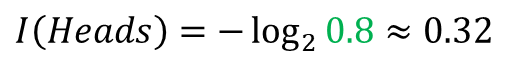 I(Heads) = − log₂ 0.8 ≈ 0.32